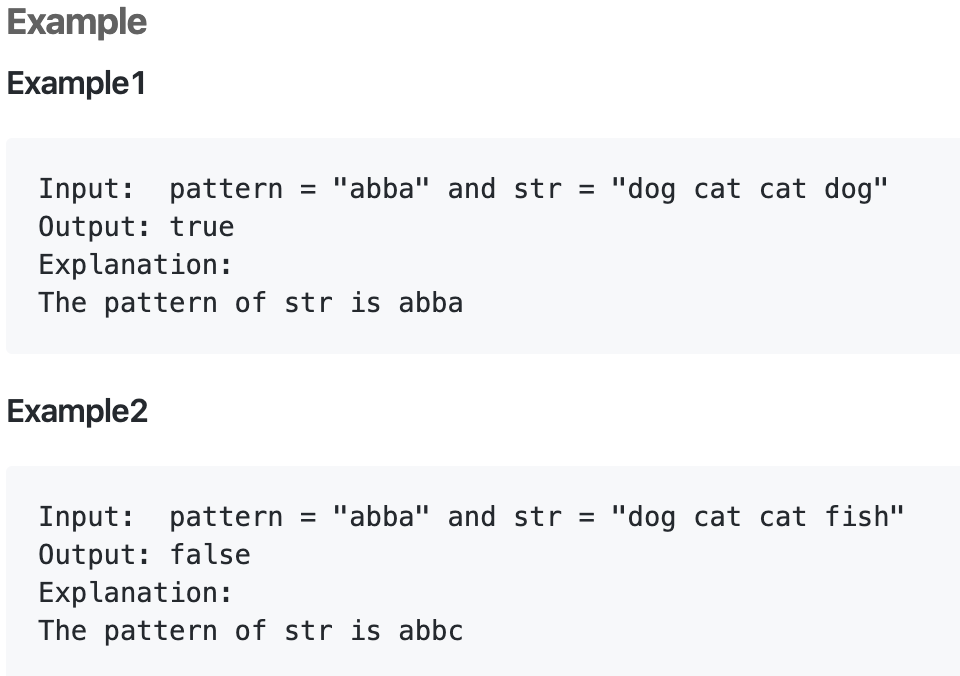 Example
Example1
Input:  pattern = "abba" and str = "dog cat cat dog"
Output: true
Explanation:
The pattern of str is abba
Example2
Input:  pattern = "abba" and str = "dog cat cat fish"
Output: false
Explanation:
The pattern of str is abbc